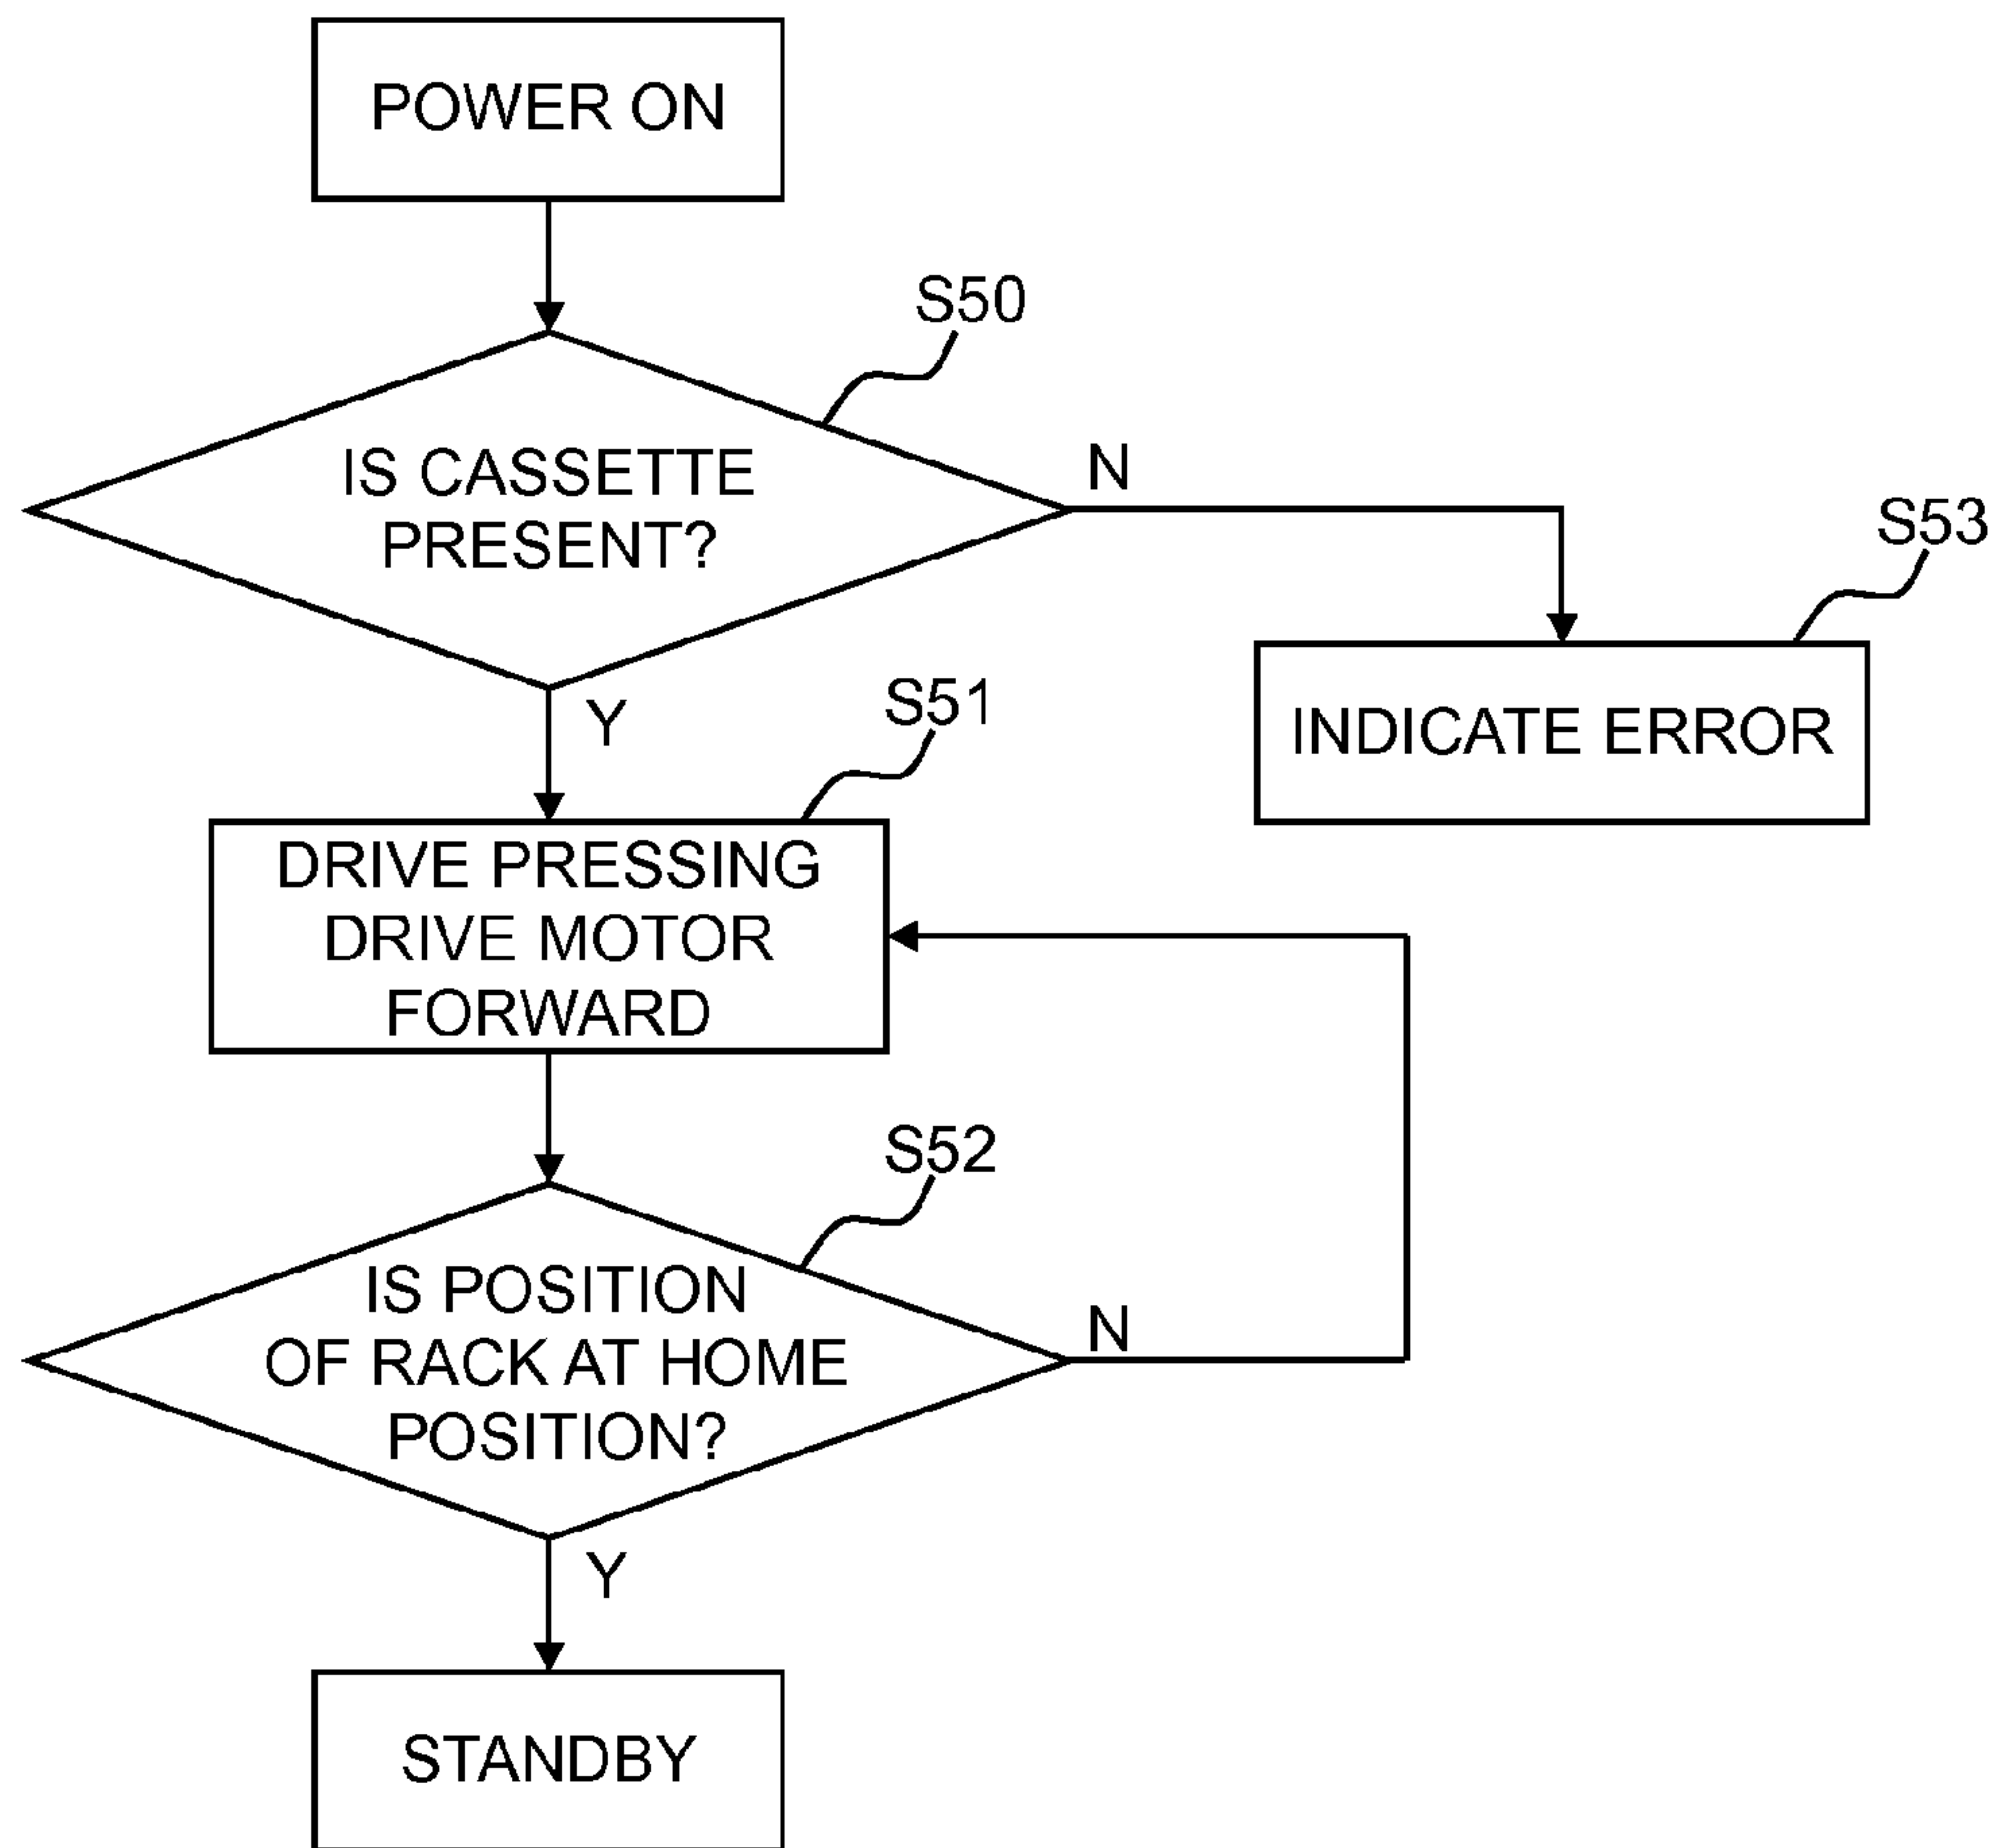 POWER ON
S50
IS CASSETTE
PRESENT?
N
S53
INDICATE ERROR
Y
S51
DRIVE PRESSING
DRIVE MOTOR
FORWARD
S52
IS POSITION
OF RACK AT HOME
POSITION?
N
Y
STANDBY